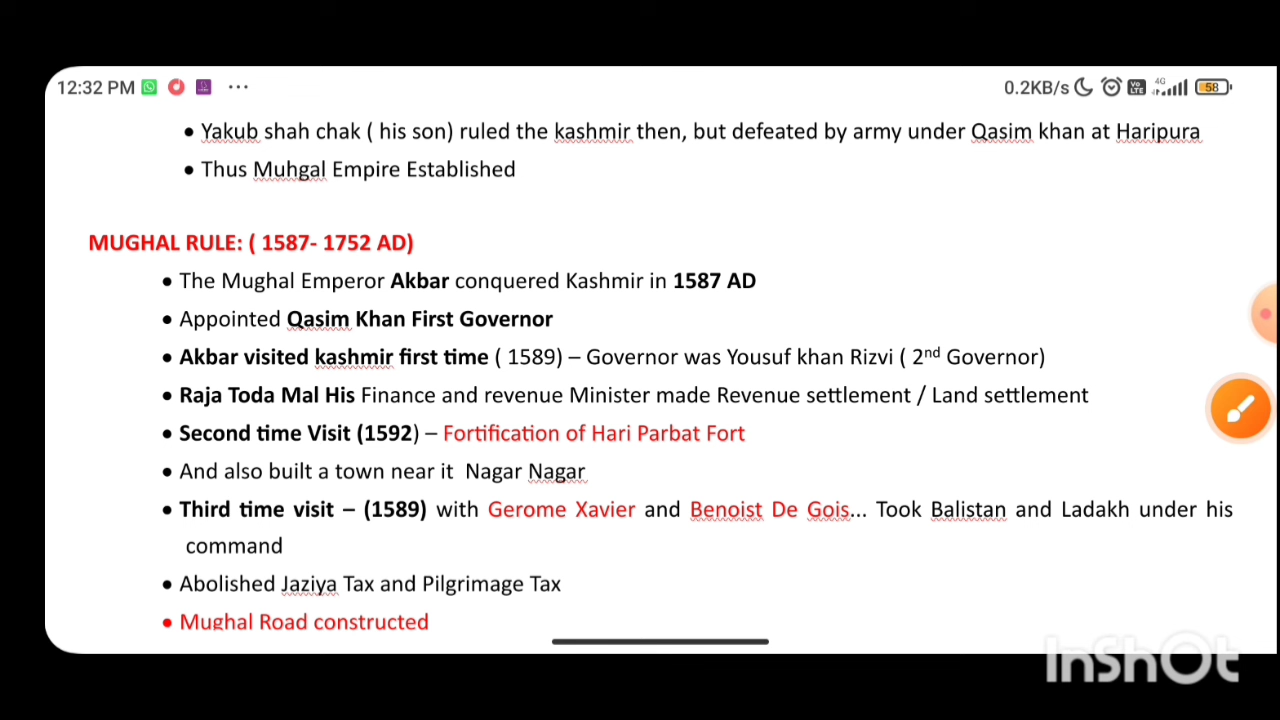 12:32 PM ... 0.2KB/s Vo LTE 4G 58
• Yakub shah chak ( his son) ruled the kashmir then, but defeated by army under Qasim khan at Haripura
• Thus Muhgal Empire Established
MUGHAL RULE: ( 1587- 1752 AD)
• The Mughal Emperor Akbar conquered Kashmir in 1587 AD
• Appointed Qasim Khan First Governor
• Akbar visited kashmir first time ( 1589) – Governor was Yousuf khan Rizvi ( 2nd Governor)
• Raja Toda Mal His Finance and revenue Minister made Revenue settlement / Land settlement
• Second time Visit (1592) – Fortification of Hari Parbat Fort
• And also built a town near it Nagar Nagar
• Third time visit – (1589) with Gerome Xavier and Benoist De Gois... Took Balistan and Ladakh under his
command
• Abolished Jaziya Tax and Pilgrimage Tax
• Mughal Road constructed
InShOt